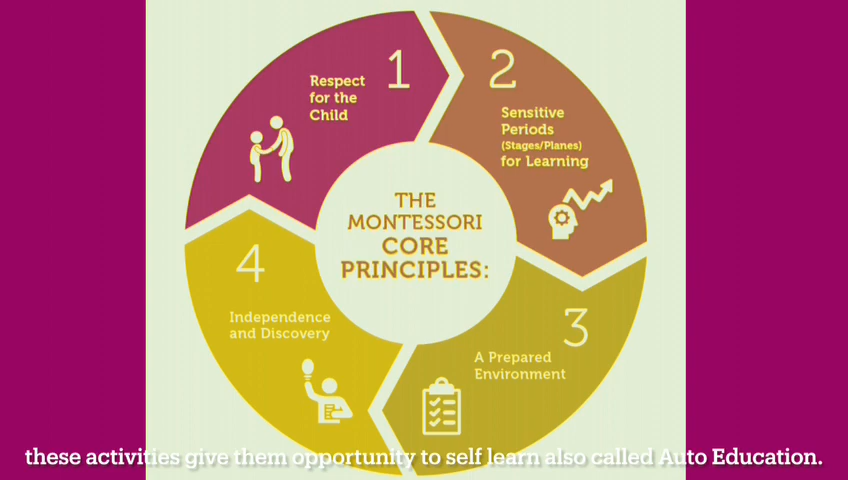 1
Respect
for the
Child
2
Sensitive
Periods
(Stages/Planes)
for Learning
THE
MONTESSORI
CORE
PRINCIPLES:
3
A Prepared
Environment
4
Independence
and Discovery
these activities give them opportunity to self learn also called Auto Education.